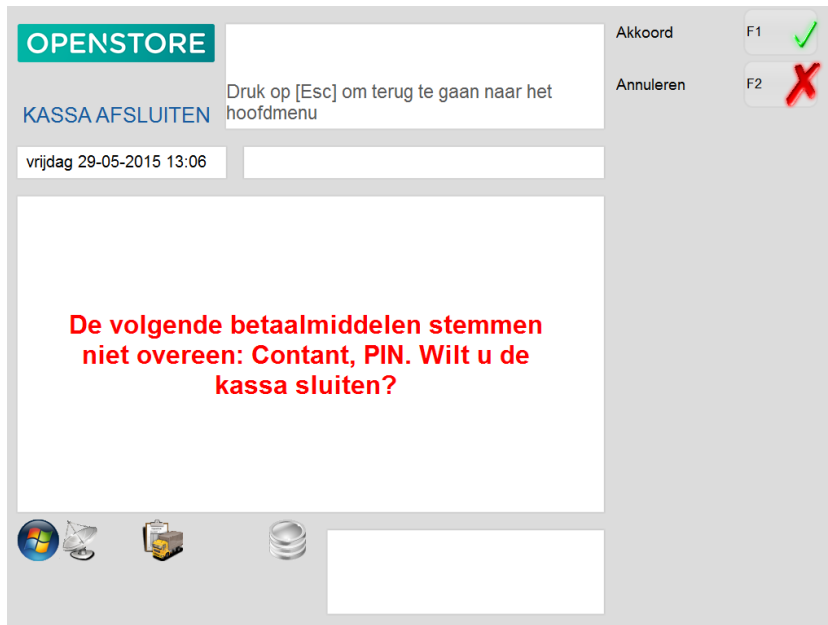 OPENSTORE
KASSA AFSLUITEN
Druk op [Esc] om terug te gaan naar het
hoofdmenu
Akkoord
F1
Annuleren
F2
vrijdag 29-05-2015 13:06
De volgende betaalmiddelen stemmen
niet overeen: Contant, PIN. Wilt u de
kassa sluiten?